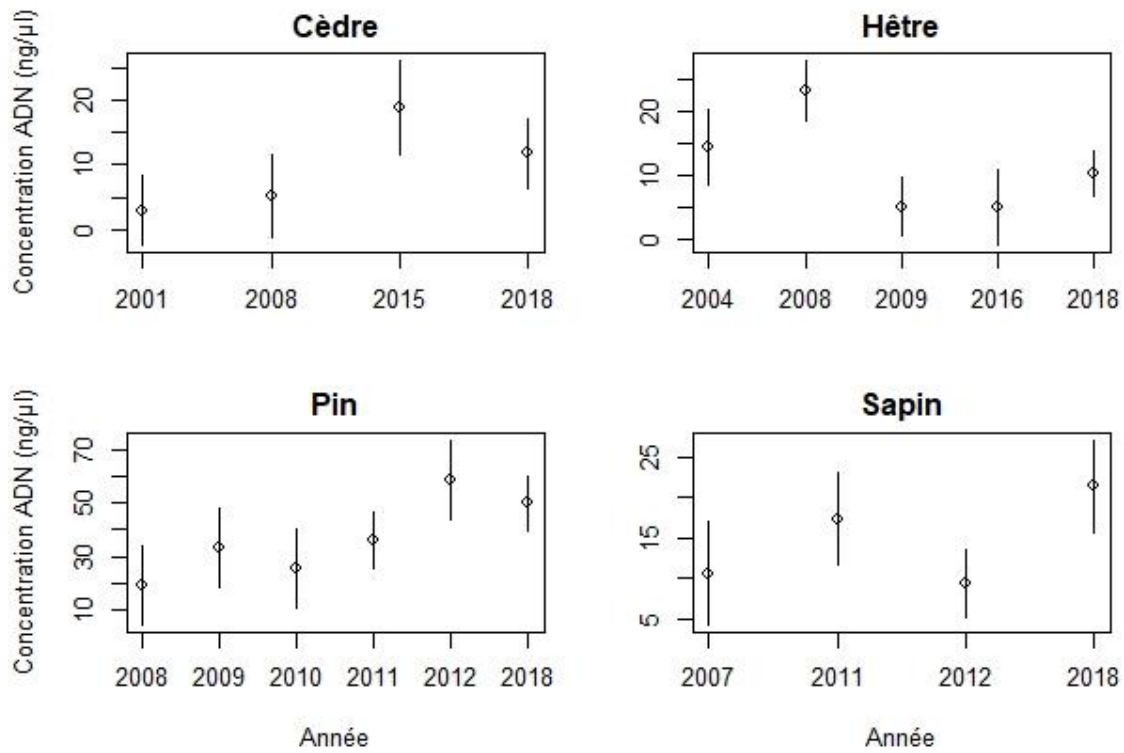 Cèdre
Concentration ADN (ng/µl)
20
10
0
2001 2008 2015 2018
Hêtre
20
10
0
2004 2008 2009 2016 2018
Pin
Concentration ADN (ng/µl)
70
50
30
10
2008 2009 2010 2011 2012 2018
Année
Sapin
25
15
5
2007 2011 2012 2018
Année